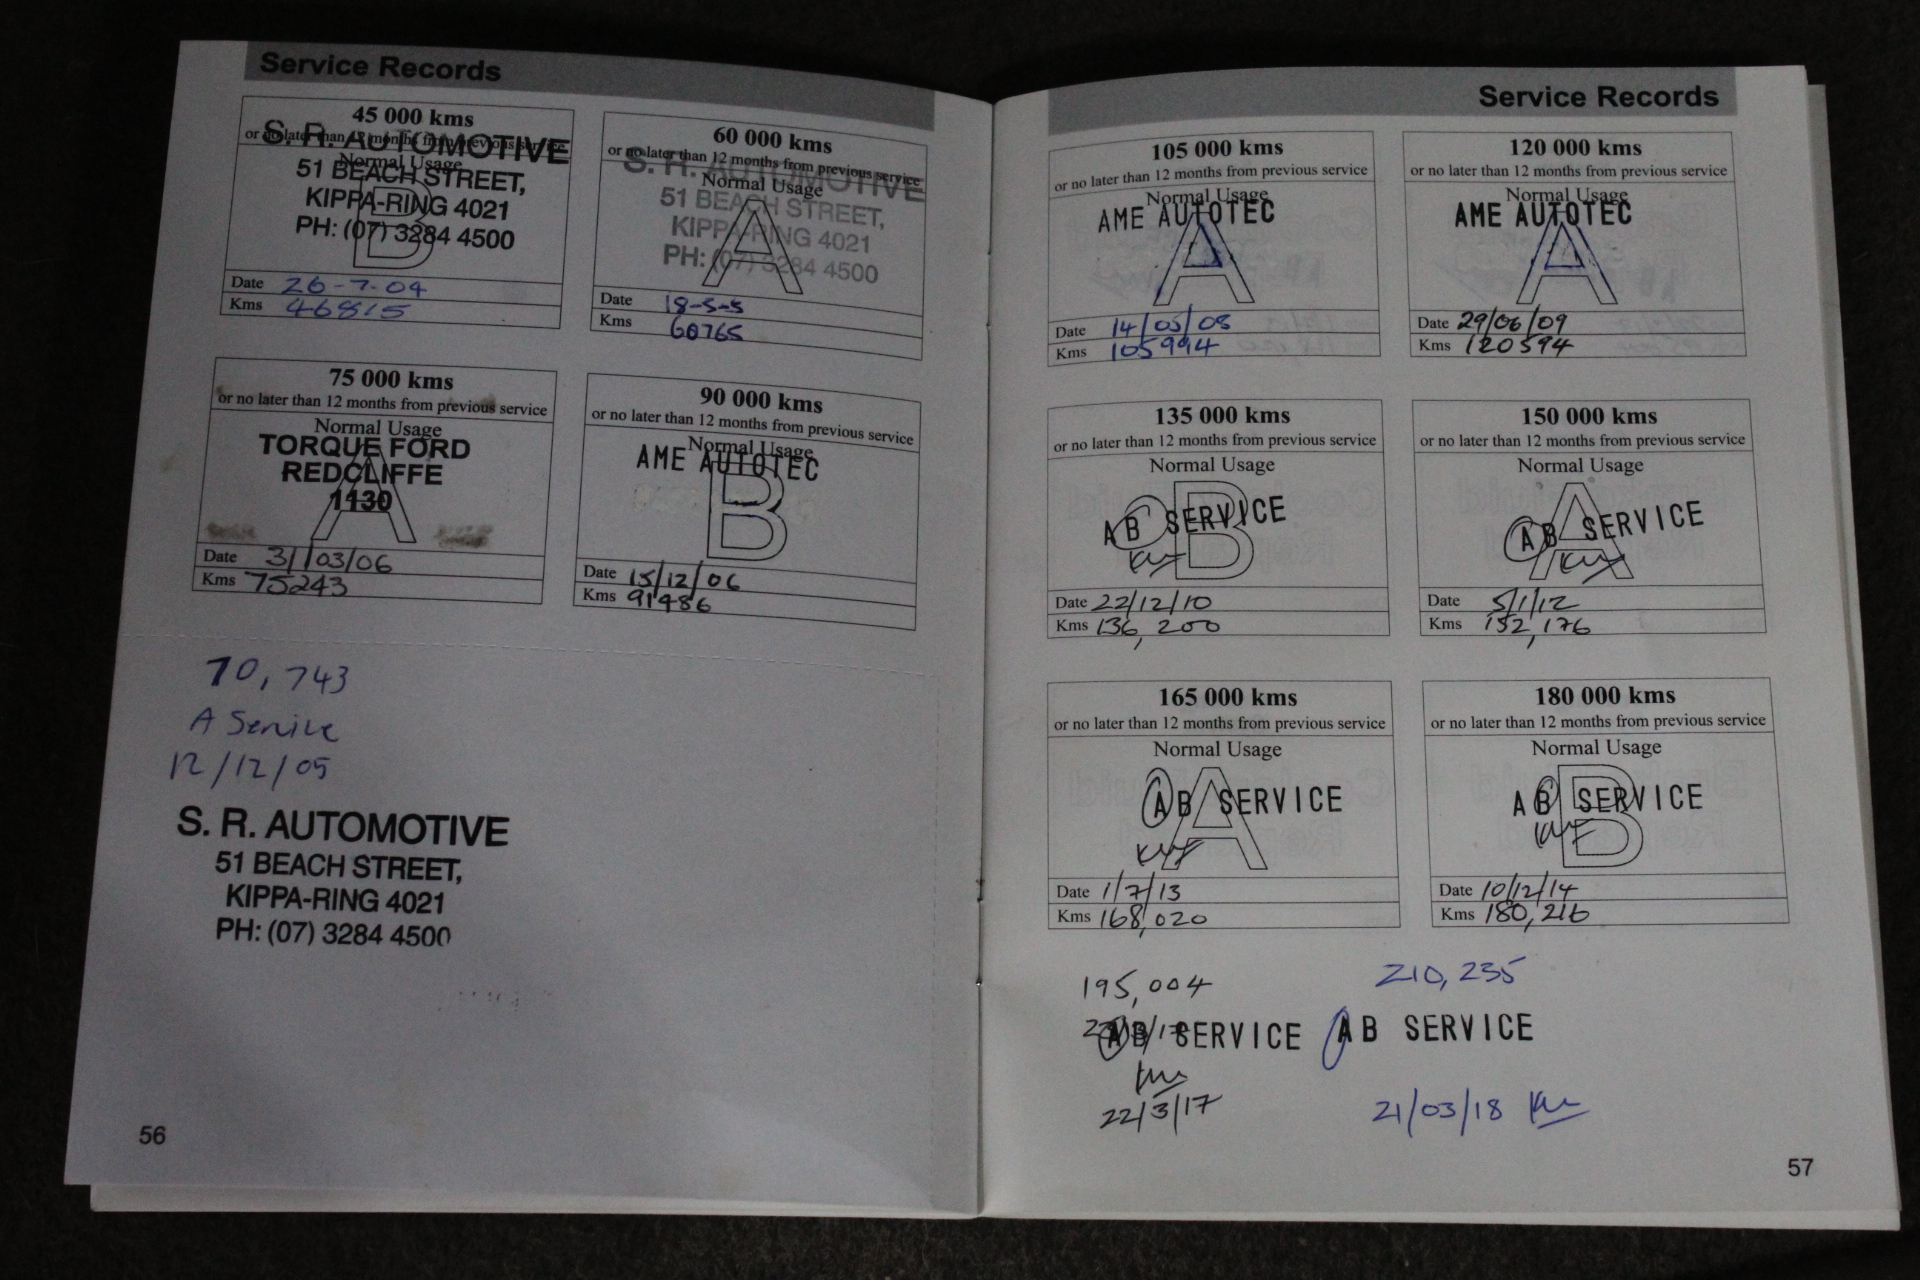 Service Records
45 000 kms
or no later than 12 months from previous service
Normal Usage
S. R. AUTOMOTIVE
51 BEACH STREET,
KIPPA-RING 4021
PH: (07) 3284 4500
B
Date 26-7-04
Kms 46815
60 000 kms
or no later than 12 months from previous service
Normal Usage
S. R. AUTOMOTIVE
51 BEACH STREET,
KIPPA-RING 4021
PH: (07) 3284 4500
A
Date 18-5-5
Kms 60765
75 000 kms
or no later than 12 months from previous service
Normal Usage
TORQUE FORD
REDCLIFFE
1130
A
Date 31/03/06
Kms 75243
90 000 kms
or no later than 12 months from previous service
Normal Usage
AME AUTOTEC
B
Date 15/12/06
Kms 91486
70,743
A Service
12/12/05
S. R. AUTOMOTIVE
51 BEACH STREET,
KIPPA-RING 4021
PH: (07) 3284 4500
56
Service Records
105 000 kms
or no later than 12 months from previous service
Normal Usage
AME AUTOTEC
A
Date 14/05/08
Kms 105994
120 000 kms
or no later than 12 months from previous service
Normal Usage
AME AUTOTEC
A
Date 29/06/09
Kms 120594
135 000 kms
or no later than 12 months from previous service
Normal Usage
AB SERVICE
B
Date 22/12/10
Kms 136,200
150 000 kms
or no later than 12 months from previous service
Normal Usage
AB SERVICE
A
Date 5/1/12
Kms 152,176
165 000 kms
or no later than 12 months from previous service
Normal Usage
AB SERVICE
A
Date 1/7/13
Kms 168,020
180 000 kms
or no later than 12 months from previous service
Normal Usage
AB SERVICE
B
Date 10/12/14
Kms 180,216
195,004
AB SERVICE
22/3/17
210,235
AB SERVICE
21/03/18
57